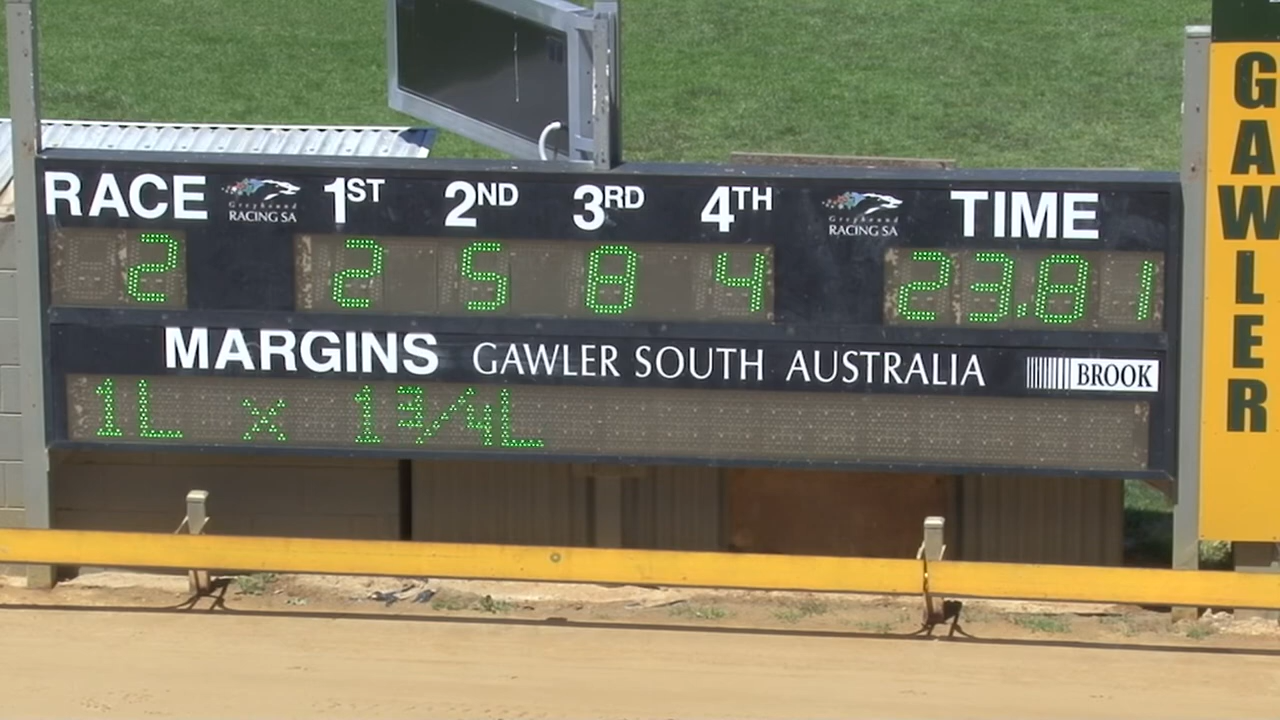 RACE Greyhound RACING SA 1ST 2ND 3RD 4TH Greyhound RACING SA TIME
2 2 5 8 4 23.81
MARGINS GAWLER SOUTH AUSTRALIA BROOK
1L x 1 3/4L
GAWLER